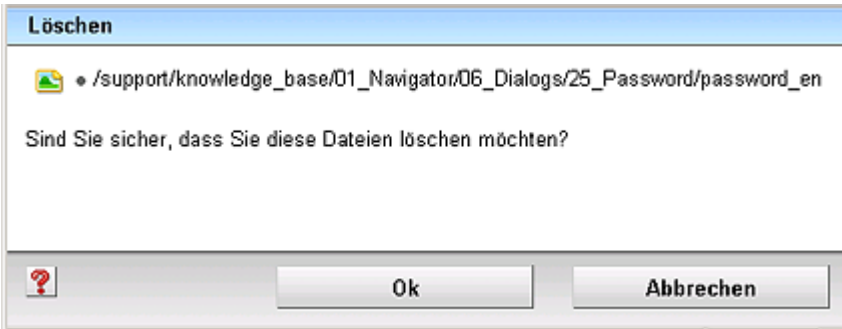 Löschen
• /support/knowledge_base/01_Navigator/06_Dialogs/25_Password/password_en
Sind Sie sicher, dass Sie diese Dateien löschen möchten?
?
Ok
Abbrechen